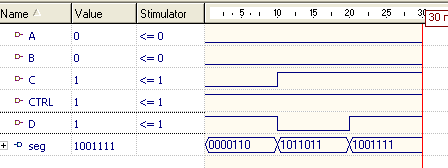 Name Value Stimulator 5 10 15 20 25 30
30 n
A 0 <= 0
B 0 <= 0
C 1 <= 1
CTRL 1 <= 1
D 1 <= 1
seg 1001111 0000110 1011011 1001111